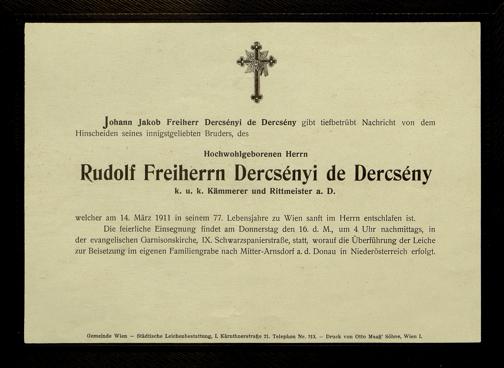 Johann Jakob Freiherr Dercsényi de Dercsény gibt tiefbetrübt Nachricht von dem
Hinscheiden seines innigstgeliebten Bruders, des
Hochwohlgeborenen Herrn
Rudolf Freiherrn Dercsényi de Dercsény
k. u. k. Kämmerer und Rittmeister a. D.
welcher am 14. März 1911 in seinem 77. Lebensjahre zu Wien sanft im Herrn entschlafen ist.
Die feierliche Einsegnung findet am Donnerstag den 16. d. M., um 4 Uhr nachmittags, in
der evangelischen Garnisonskirche, IX. Schwarzspanierstraße, statt, worauf die Überführung der Leiche
zur Beisetzung im eigenen Familiengrabe nach Mitter-Arnsdorf a. d. Donau in Niederösterreich erfolgt.
Gemeinde Wien — Städtische Leichenbestattung, I. Kärnthnerstraße 21. Telephon Nr. 713. — Druck von Otto Maaß' Söhne, Wien I.